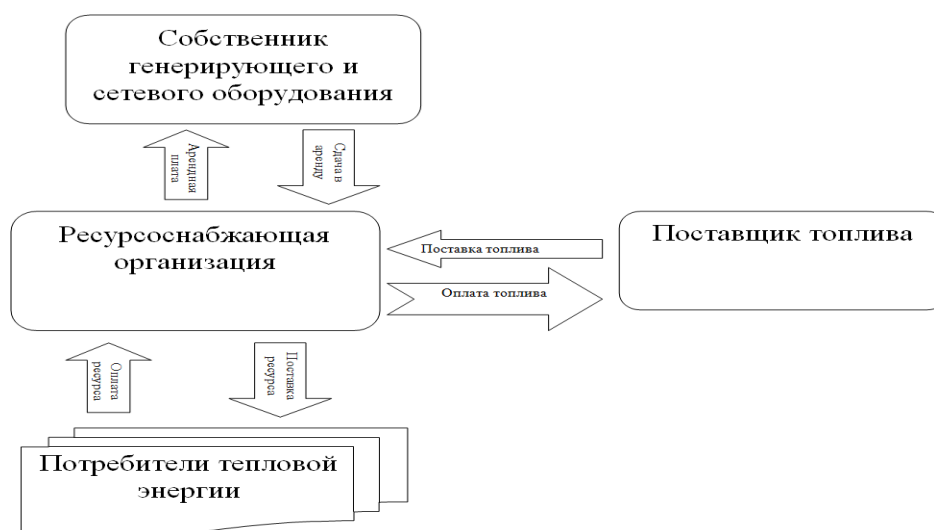 Собственник
генерирующего и
сетевого оборудования
Арендная
плата
Сдача в
аренду
Ресурсоснабжающая
организация
Поставка топлива
Оплата топлива
Поставщик топлива
Оплата
ресурса
Поставка
ресурса
Потребители тепловой
энергии